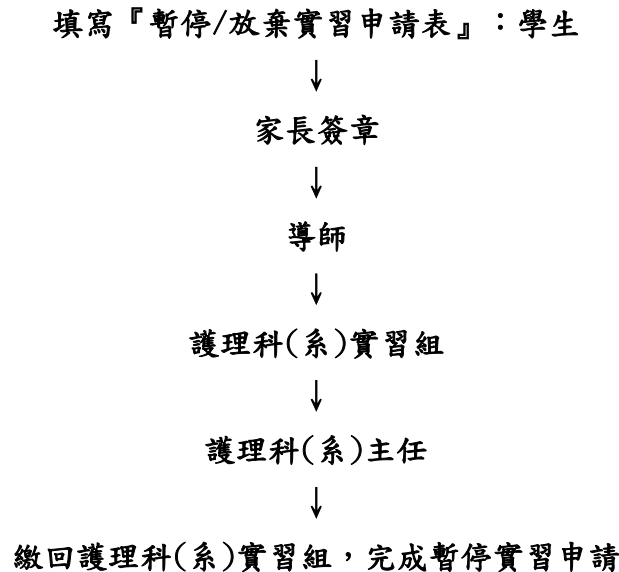 填寫『暫停/放棄實習申請表』：學生
↓
家長簽章
↓
導師
↓
護理科(系)實習組
↓
護理科(系)主任
↓
繳回護理科(系)實習組，完成暫停實習申請